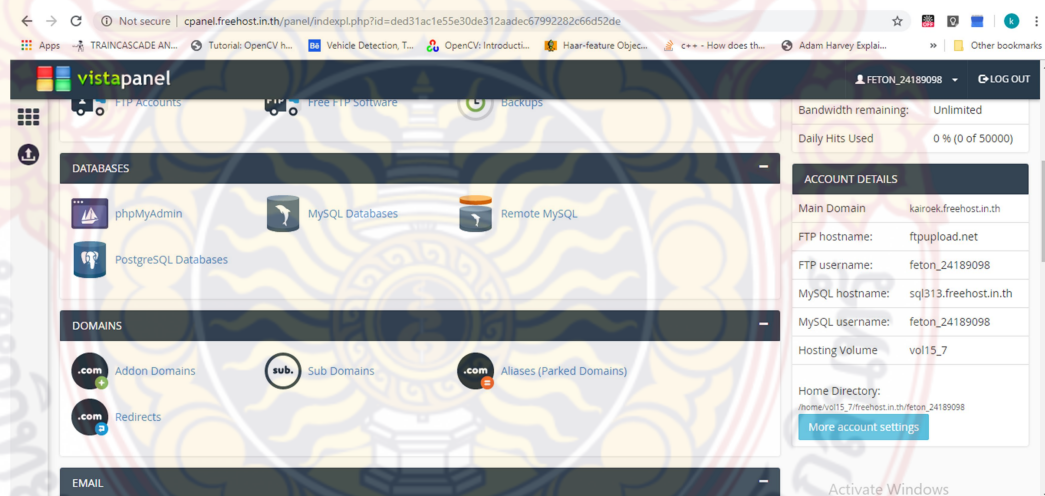 Not secure | cpanel.freehost.in.th/panel/indexpl.php?id=ded31ac1e55e30de312aadec67992282c66d52de
Apps TRAINCASCADE AN... Tutorial: OpenCV h... Vehicle Detection, T... OpenCV: Introducti... Haar-feature Objec... c++ - How does th... Adam Harvey Explai... » Other bookmarks
vistapanel FETON_24189098 LOG OUT
FTP Accounts Free FTP Software Backups
DATABASES
phpMyAdmin MySQL Databases Remote MySQL
PostgreSQL Databases
DOMAINS
.com Addon Domains sub. Sub Domains .com Aliases (Parked Domains)
.com Redirects
EMAIL
Bandwidth remaining: Unlimited
Daily Hits Used 0 % (0 of 50000)
ACCOUNT DETAILS
Main Domain kairoek.freehost.in.th
FTP hostname: ftpupload.net
FTP username: feton_24189098
MySQL hostname: sql313.freehost.in.th
MySQL username: feton_24189098
Hosting Volume vol15_7
Home Directory:
/home/vol15_7/freehost.in.th/feton_24189098
More account settings
Activate Windows